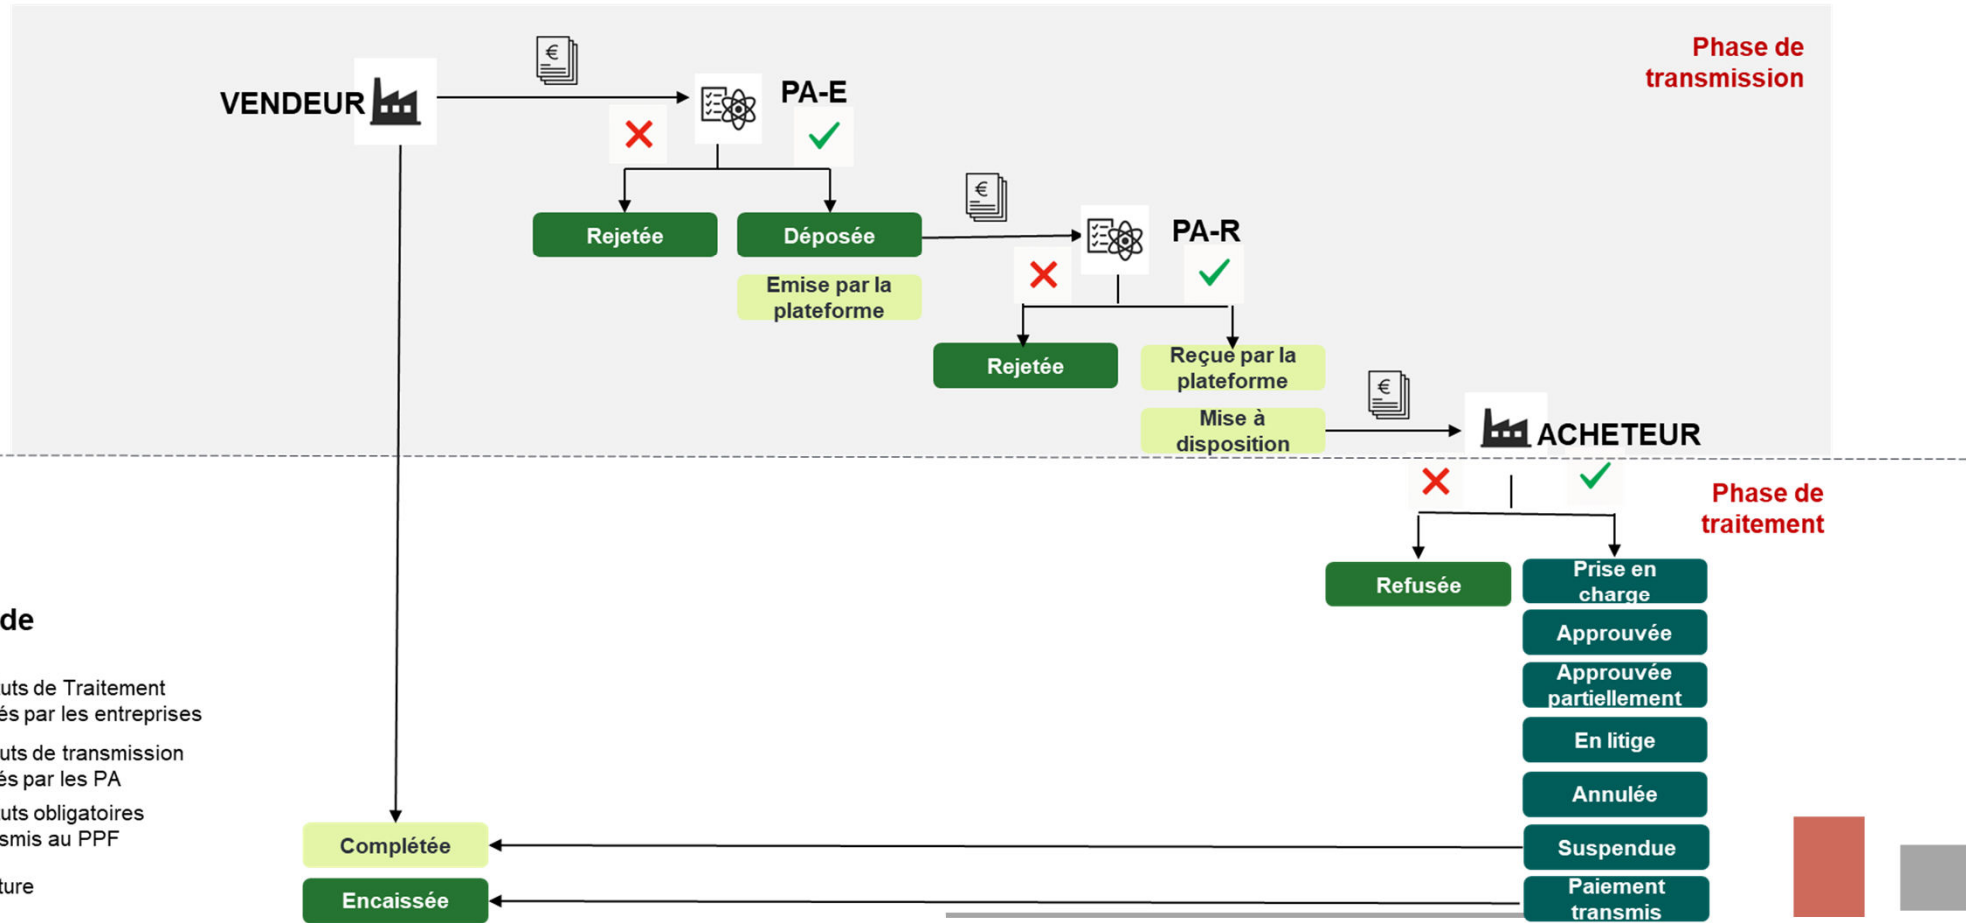 Phase de
transmission
VENDEUR
PA-E
Rejetée
Déposée
PA-R
Emise par la
plateforme
Rejetée
Reçue par la
plateforme
Mise à
disposition
ACHETEUR
Phase de
traitement
Refusée
Prise en
charge
Approuvée
Approuvée
partiellement
En litige
Annulée
Suspendue
Paiement
transmis
Complétée
Encaissée
de
uts de Traitement
és par les entreprises
uts de transmission
és par les PA
uts obligatoires
smis au PPF
ture